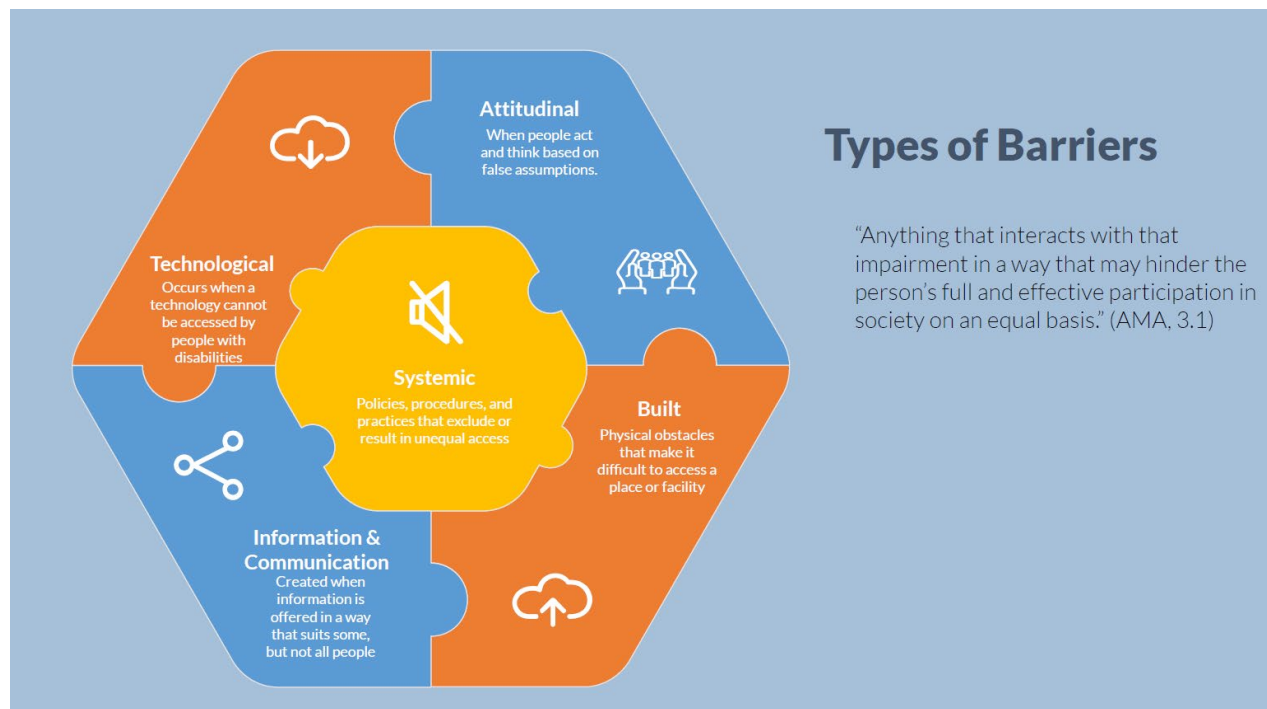 Types of Barriers
“Anything that interacts with that
impairment in a way that may hinder the
person’s full and effective participation in
society on an equal basis.” (AMA, 3.1)
Attitudinal
When people act
and think based on
false assumptions.
Technological
Occurs when a
technology cannot
be accessed by
people with
disabilities
Systemic
Policies, procedures, and
practices that exclude or
result in unequal access
Built
Physical obstacles
that make it
difficult to access a
place or facility
Information &
Communication
Created when
information is
offered in a way
that suits some,
but not all people